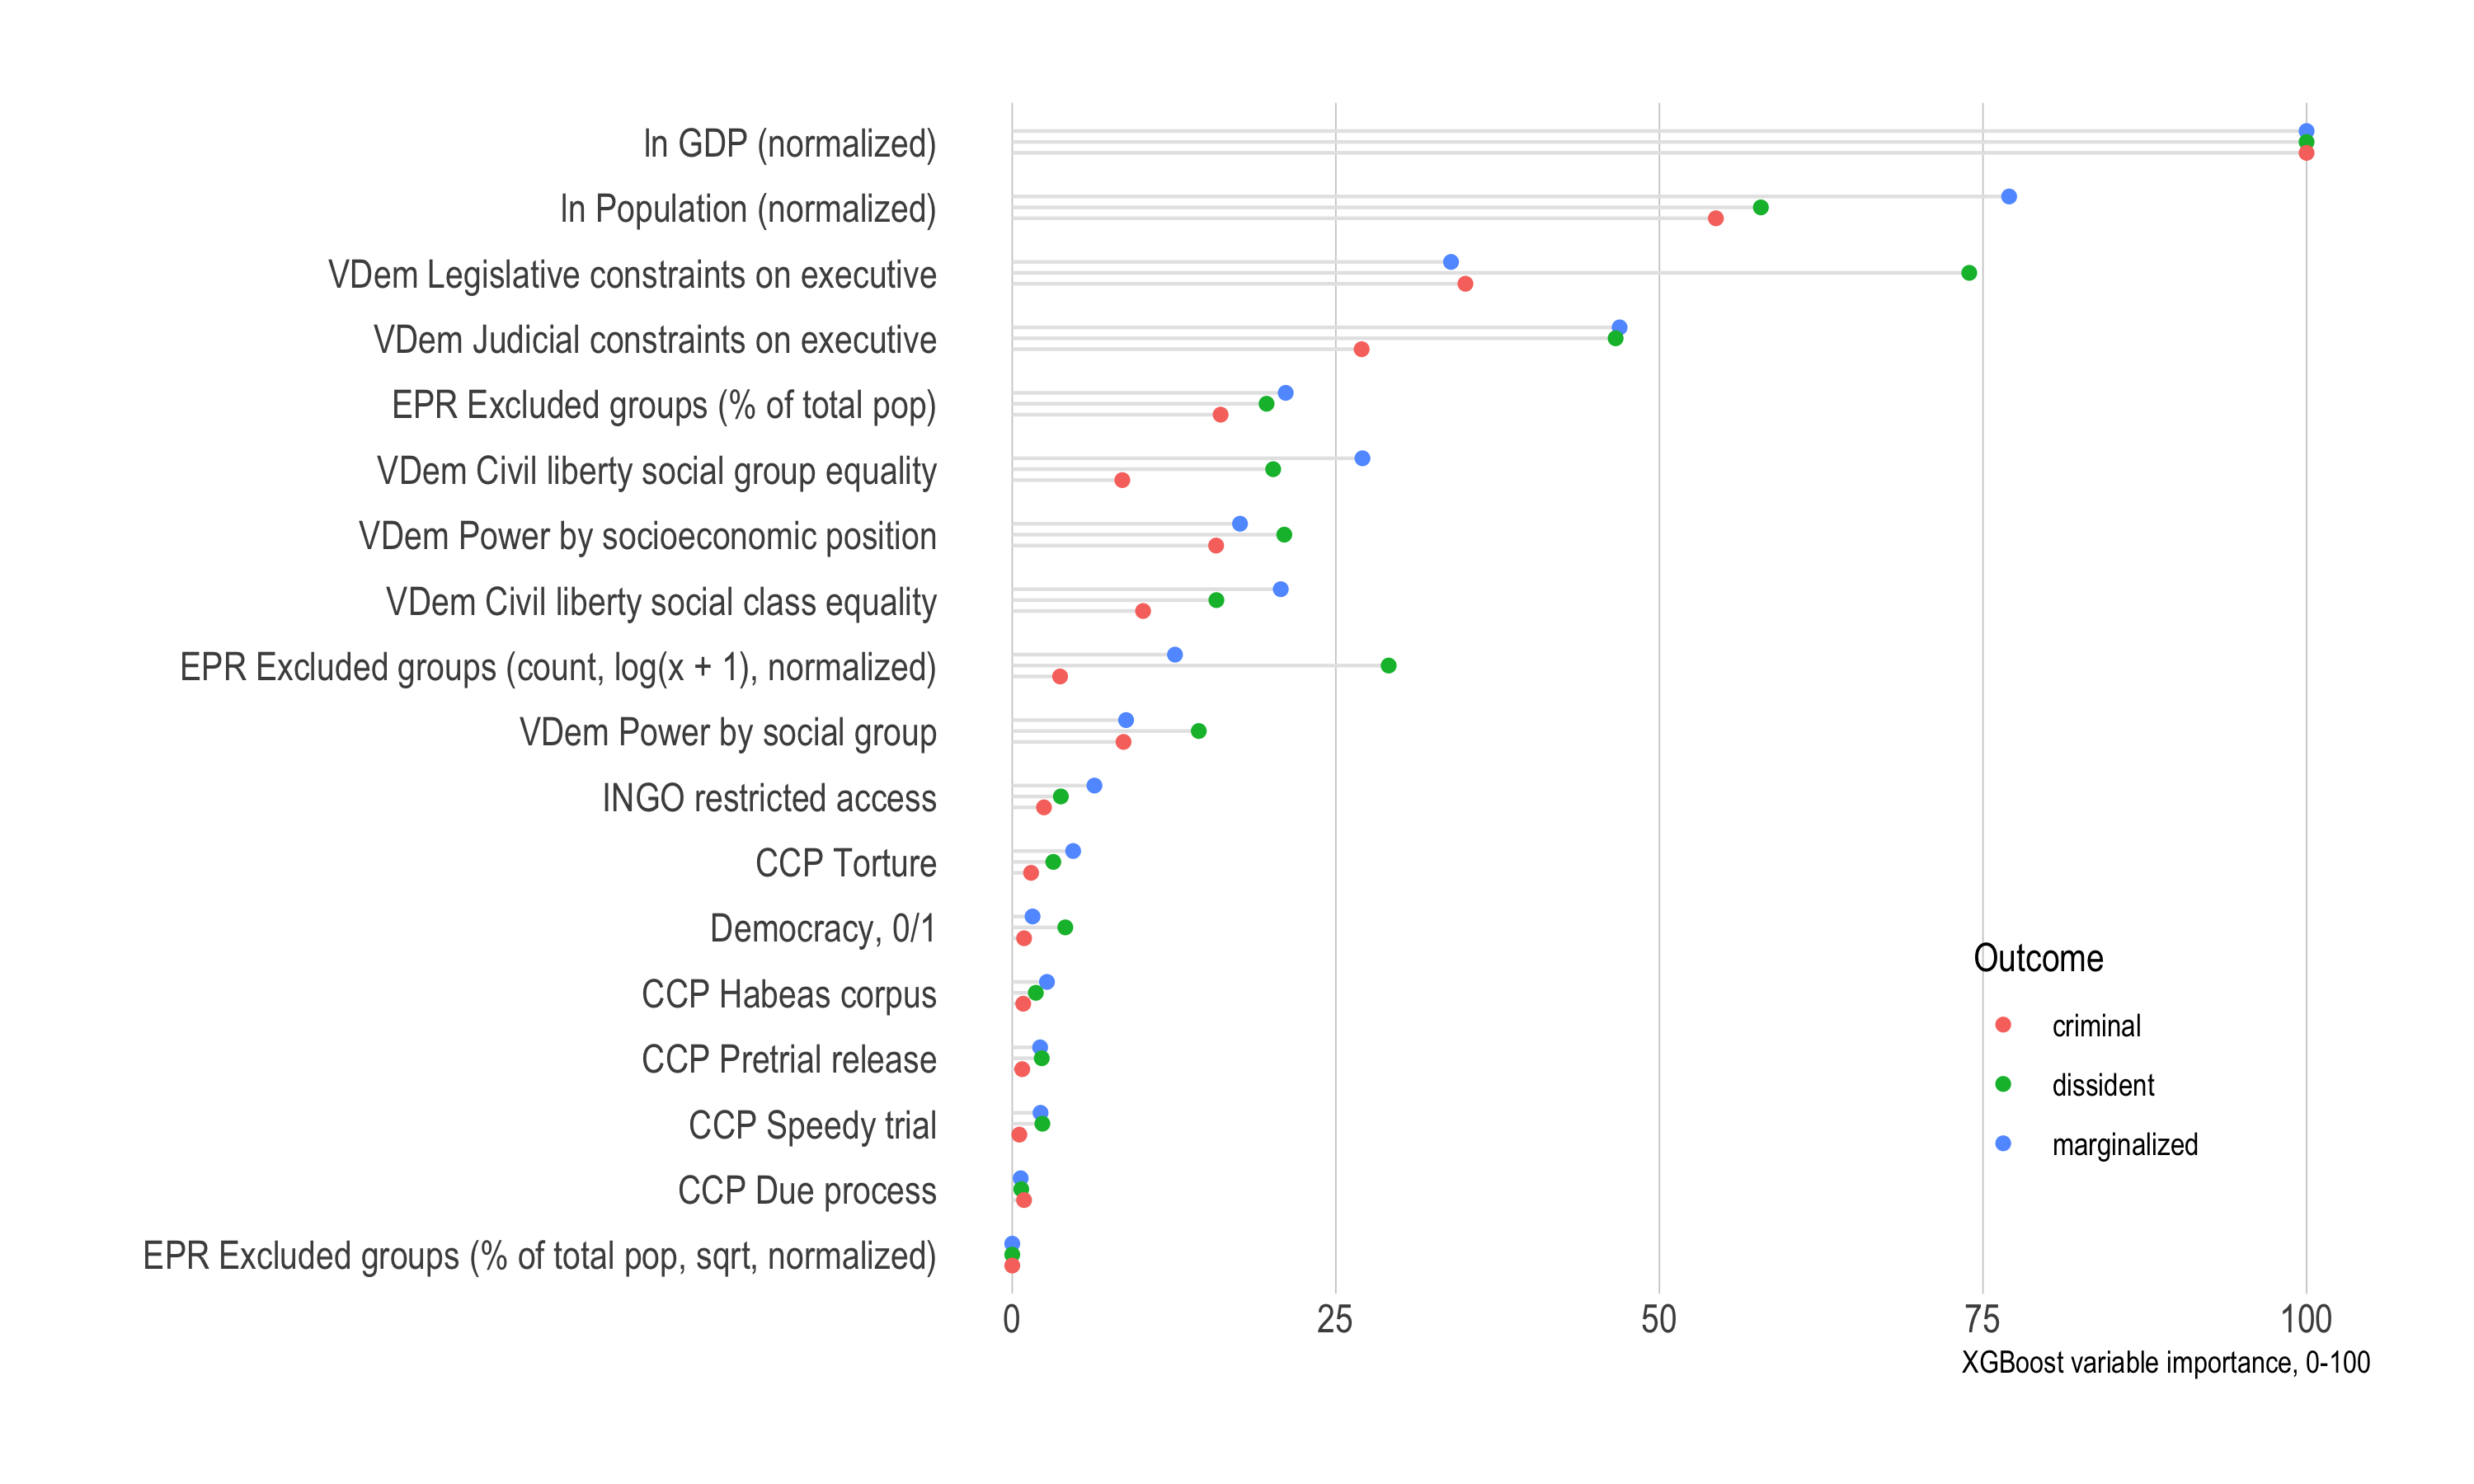 ln GDP (normalized)
ln Population (normalized)
VDem Legislative constraints on executive
VDem Judicial constraints on executive
EPR Excluded groups (% of total pop)
VDem Civil liberty social group equality
VDem Power by socioeconomic position
VDem Civil liberty social class equality
EPR Excluded groups (count, log(x + 1), normalized)
VDem Power by social group
INGO restricted access
CCP Torture
Democracy, 0/1
CCP Habeas corpus
CCP Pretrial release
CCP Speedy trial
CCP Due process
EPR Excluded groups (% of total pop, sqrt, normalized)
Outcome
criminal
dissident
marginalized
0 25 50 75 100
XGBoost variable importance, 0-100